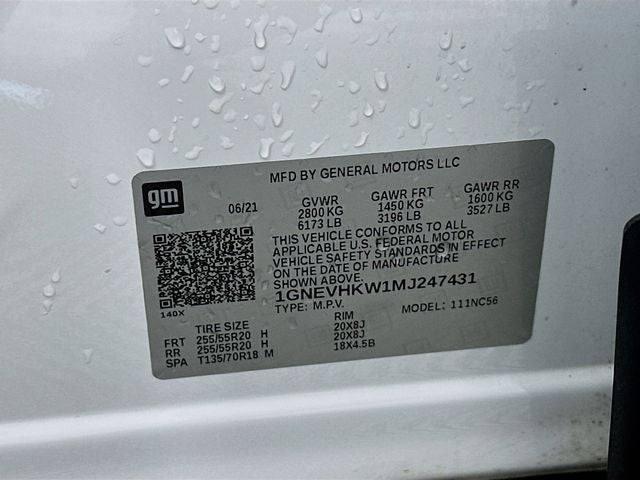 MFD BY GENERAL MOTORS LLC
gm
06/21 GVWR GAWR FRT GAWR RR
2800 KG 1450 KG 1600 KG
6173 LB 3196 LB 3527 LB
THIS VEHICLE CONFORMS TO ALL
APPLICABLE U.S. FEDERAL MOTOR
VEHICLE SAFETY STANDARDS IN EFFECT
ON THE DATE OF MANUFACTURE
SHOWN ABOVE.
1GNEVHKW1MJ247431
140X
TYPE: M.P.V. MODEL: 111NC56
TIRE SIZE RIM
FRT 255/55R20 H 20X8J
RR 255/55R20 H 20X8J
SPA T135/70R18 M 18X4.5B